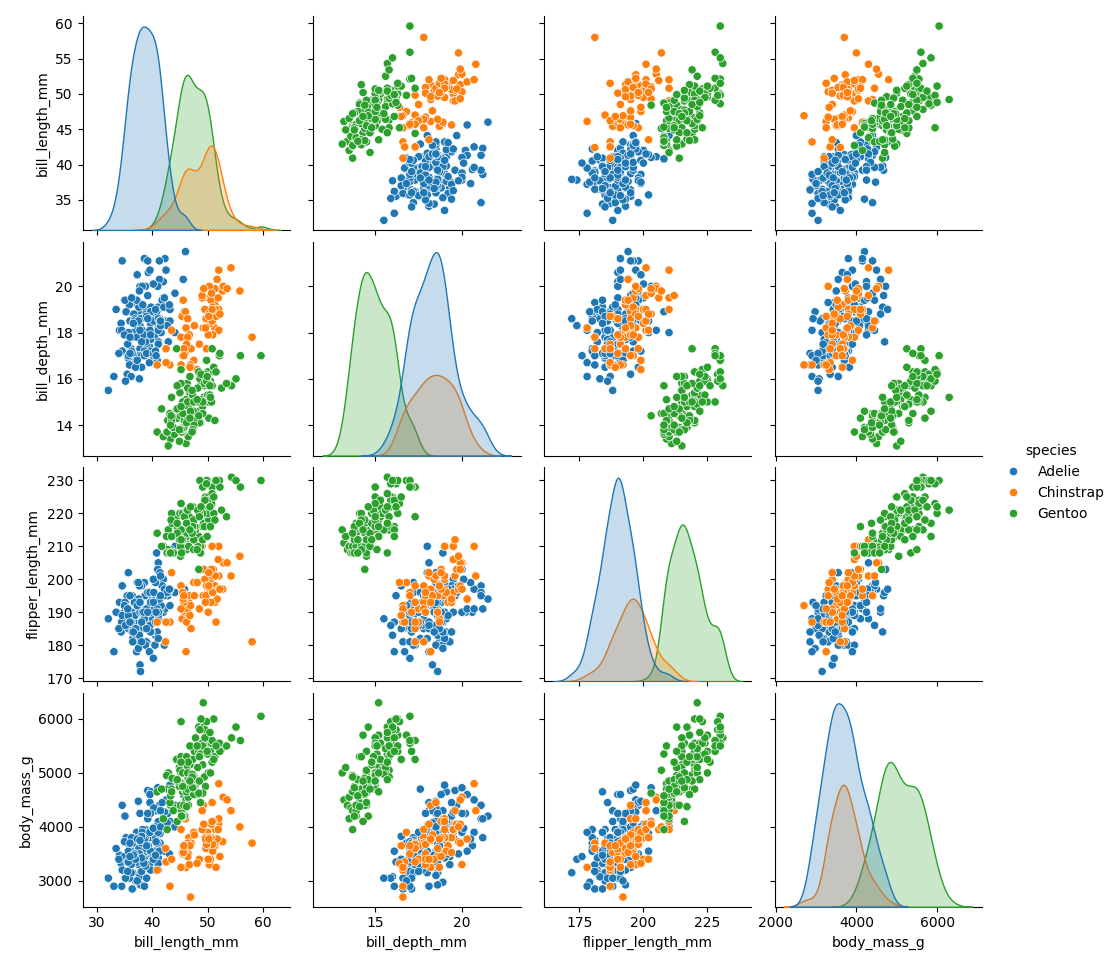 60
55
50
45
40
35
bill_length_mm
20
18
16
14
bill_depth_mm
230
220
210
200
190
180
170
flipper_length_mm
6000
5000
4000
3000
body_mass_g
30 40 50 60
bill_length_mm
15 20
bill_depth_mm
175 200 225
flipper_length_mm
2000 4000 6000
body_mass_g
species
Adelie
Chinstrap
Gentoo